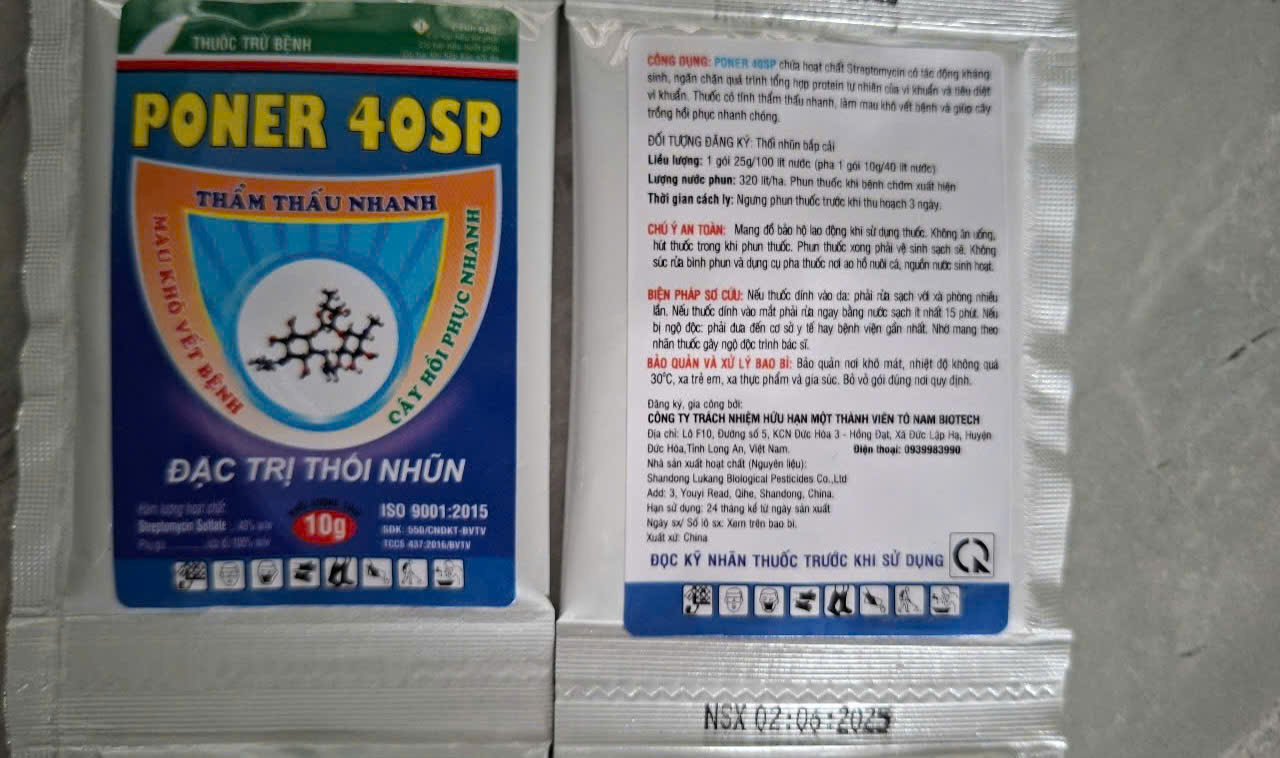 THUỐC TRỪ BỆNH
PONER 40SP
THẨM THẤU NHANH
MAU KHÔ VẾT BỆNH
CÂY HỒI PHỤC NHANH
ĐẶC TRỊ THỐI NHŨN
Hàm lượng hoạt chất:
Streptomycin Sulfate ...40% w/w
Phụ gia ............ 100% w/w
10g
ISO 9001:2015
SĐK: 550/CNĐKT-BVTV
TCCS 437:2016/BVTV
CÔNG DỤNG: PONER 40SP chứa hoạt chất Streptomycin có tác động kháng
sinh, ngăn chặn quá trình tổng hợp protein tự nhiên của vi khuẩn và tiêu diệt
vi khuẩn. Thuốc có tính thẩm thấu nhanh, làm mau khô vết bệnh và giúp cây
trồng hồi phục nhanh chóng.
ĐỐI TƯỢNG ĐĂNG KÝ: Thối nhũn bắp cải
Liều lượng: 1 gói 25g/100 lít nước (pha 1 gói 10g/40 lít nước)
Lượng nước phun: 320 lít/ha. Phun thuốc khi bệnh chớm xuất hiện
Thời gian cách ly: Ngưng phun thuốc trước khi thu hoạch 3 ngày.
CHÚ Ý AN TOÀN: Mang đồ bảo hộ lao động khi sử dụng thuốc. Không ăn uống,
hút thuốc trong khi phun thuốc. Phun thuốc xong phải vệ sinh sạch sẽ. Không
súc rửa bình phun và dụng cụ pha thuốc nơi ao hồ nuôi cá, nguồn nước sinh hoạt.
BIỆN PHÁP SƠ CỨU: Nếu thuốc dính vào da: phải rửa sạch với xà phòng nhiều
lần. Nếu thuốc dính vào mắt phải rửa ngay bằng nước sạch ít nhất 15 phút. Nếu
bị ngộ độc: phải đưa đến cơ sở y tế hay bệnh viện gần nhất. Nhớ mang theo
nhãn thuốc gây ngộ độc trình bác sĩ.
BẢO QUẢN VÀ XỬ LÝ BAO BÌ: Bảo quản nơi khô mát, nhiệt độ không quá
30°C, xa trẻ em, xa thực phẩm và gia súc. Bỏ vỏ gói đúng nơi quy định.
Đăng ký, gia công bởi:
CÔNG TY TRÁCH NHIỆM HỮU HẠN MỘT THÀNH VIÊN TÔ NAM BIOTECH
Địa chỉ: Lô F10, Đường số 5, KCN Đức Hòa 3 - Hồng Đạt, Xã Đức Lập Hạ, Huyện
Đức Hòa,Tỉnh Long An, Việt Nam. Điện thoại: 0939983990
Nhà sản xuất hoạt chất (Nguyên liệu):
Shandong Lukang Biological Pesticides Co.,Ltd
Add: 3, Youyi Read, Qihe, Shandong, China.
Hạn sử dụng: 24 tháng kể từ ngày sản xuất
Ngày sx/ Số lô sx: Xem trên bao bì.
Xuất xứ: China
ĐỌC KỸ NHÃN THUỐC TRƯỚC KHI SỬ DỤNG
NSX 02:06:2025